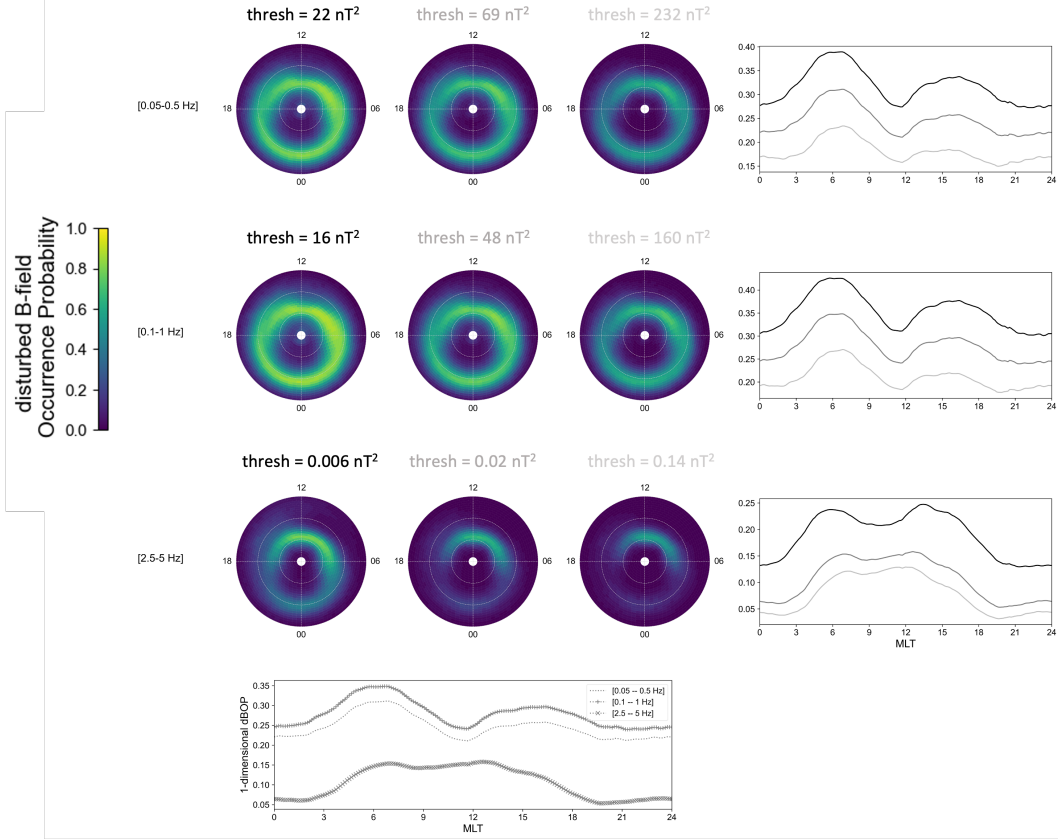 thresh = 22 nT²
thresh = 69 nT²
thresh = 232 nT²
[0.05-0.5 Hz]
12
18
06
00
12
18
06
00
12
18
06
00
0.40
0.35
0.30
0.25
0.20
0.15
0 3 6 9 12 15 18 21 24
disturbed B-field
Occurrence Probability
1.0
0.8
0.6
0.4
0.2
0.0
thresh = 16 nT²
thresh = 48 nT²
thresh = 160 nT²
[0.1-1 Hz]
12
18
06
00
12
18
06
00
12
18
06
00
0.40
0.35
0.30
0.25
0.20
0 3 6 9 12 15 18 21 24
thresh = 0.006 nT²
thresh = 0.02 nT²
thresh = 0.14 nT²
[2.5-5 Hz]
12
18
06
00
12
18
06
00
12
18
06
00
0.25
0.20
0.15
0.10
0.05
0 3 6 9 12 15 18 21 24
MLT
1-dimensional dBOP
0.35
0.30
0.25
0.20
0.15
0.10
0.05
[0.05 -- 0.5 Hz]
[0.1 -- 1 Hz]
[2.5 -- 5 Hz]
0 3 6 9 12 15 18 21 24
MLT